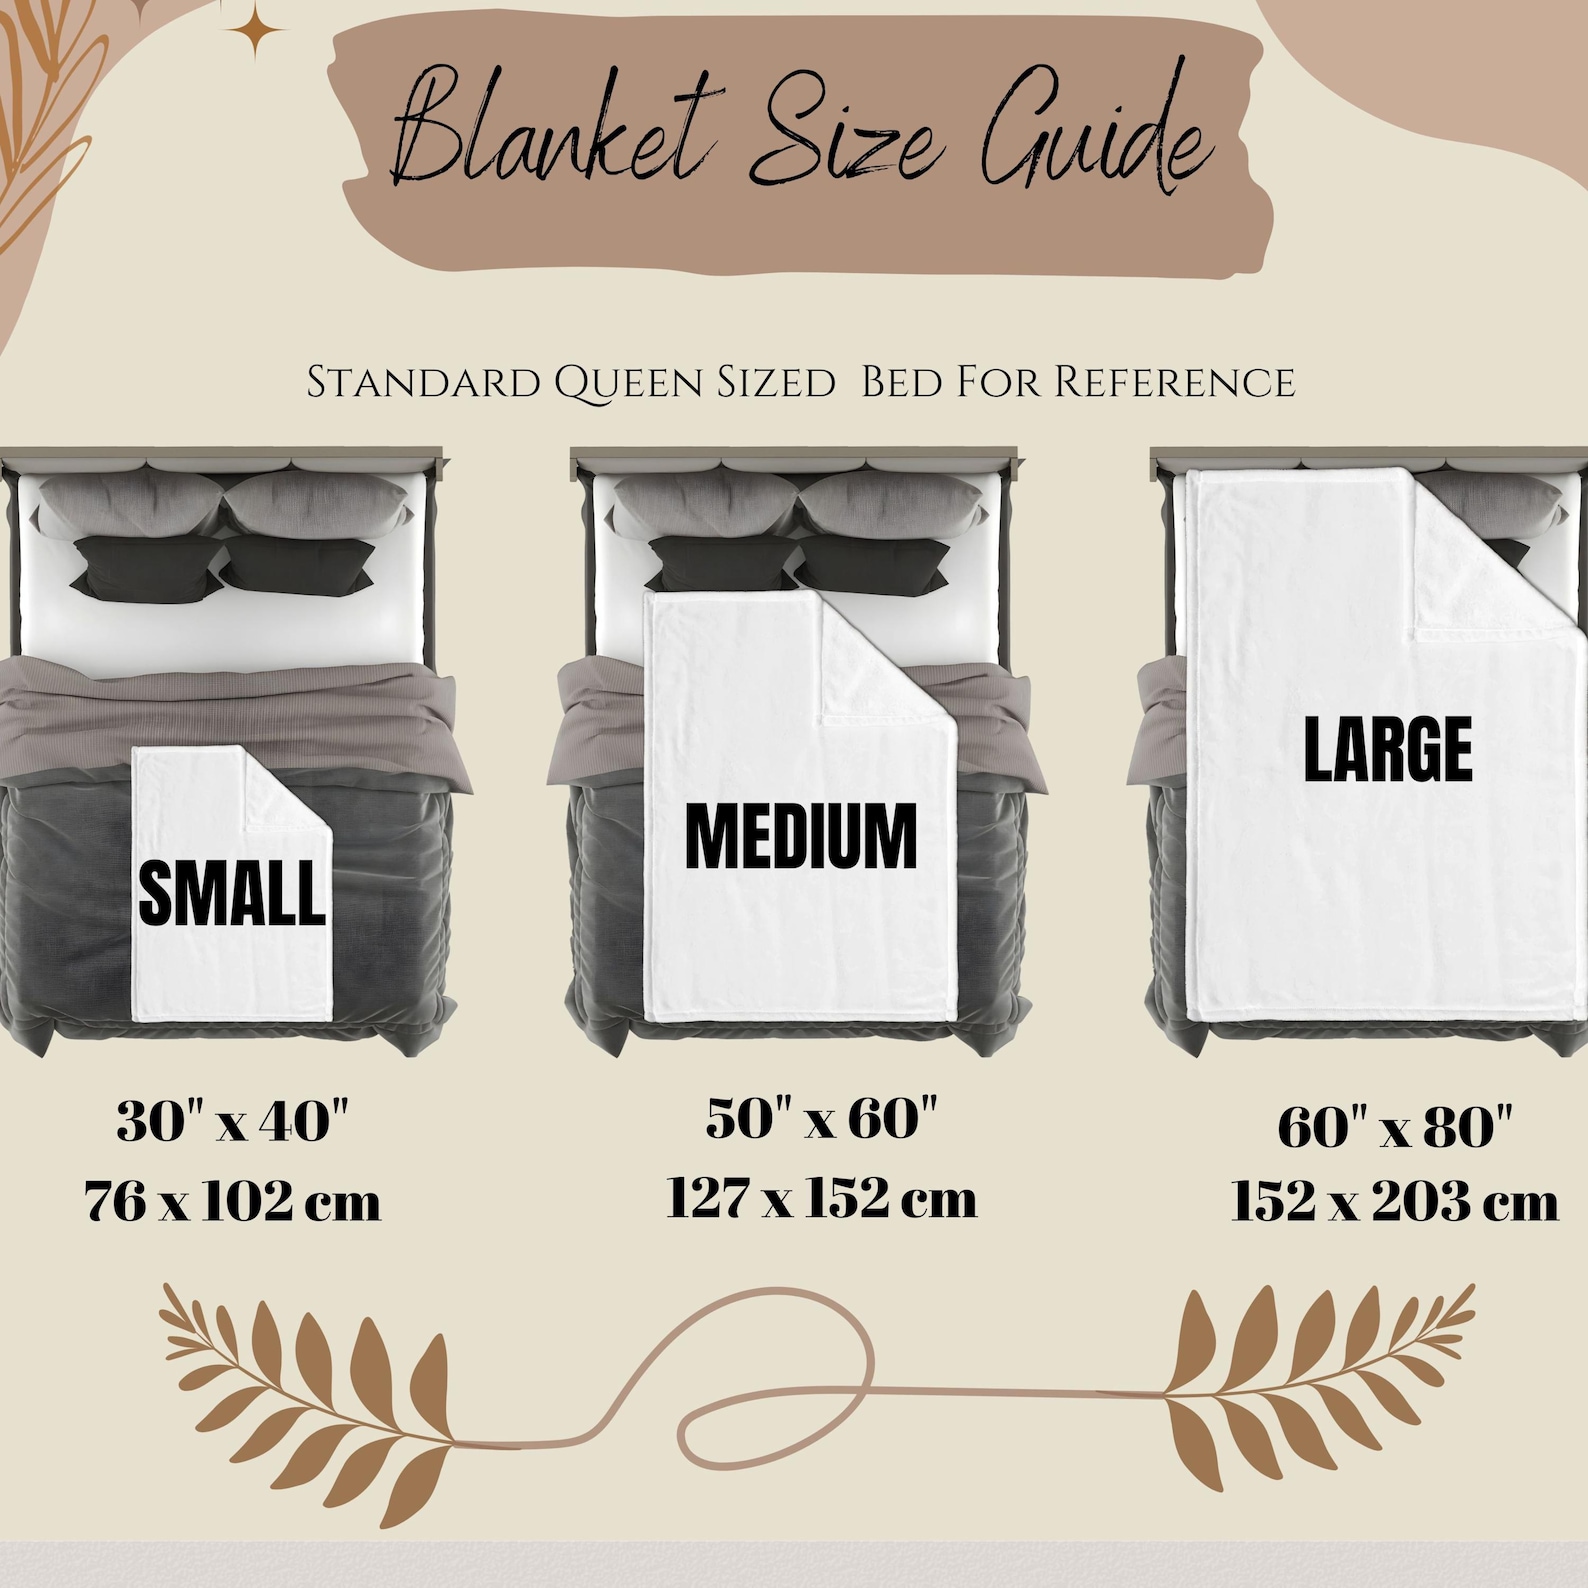 Blanket Size Guide
Standard Queen Sized Bed For Reference
SMALL
MEDIUM
LARGE
30" x 40"
76 x 102 cm
50" x 60"
127 x 152 cm
60" x 80"
152 x 203 cm